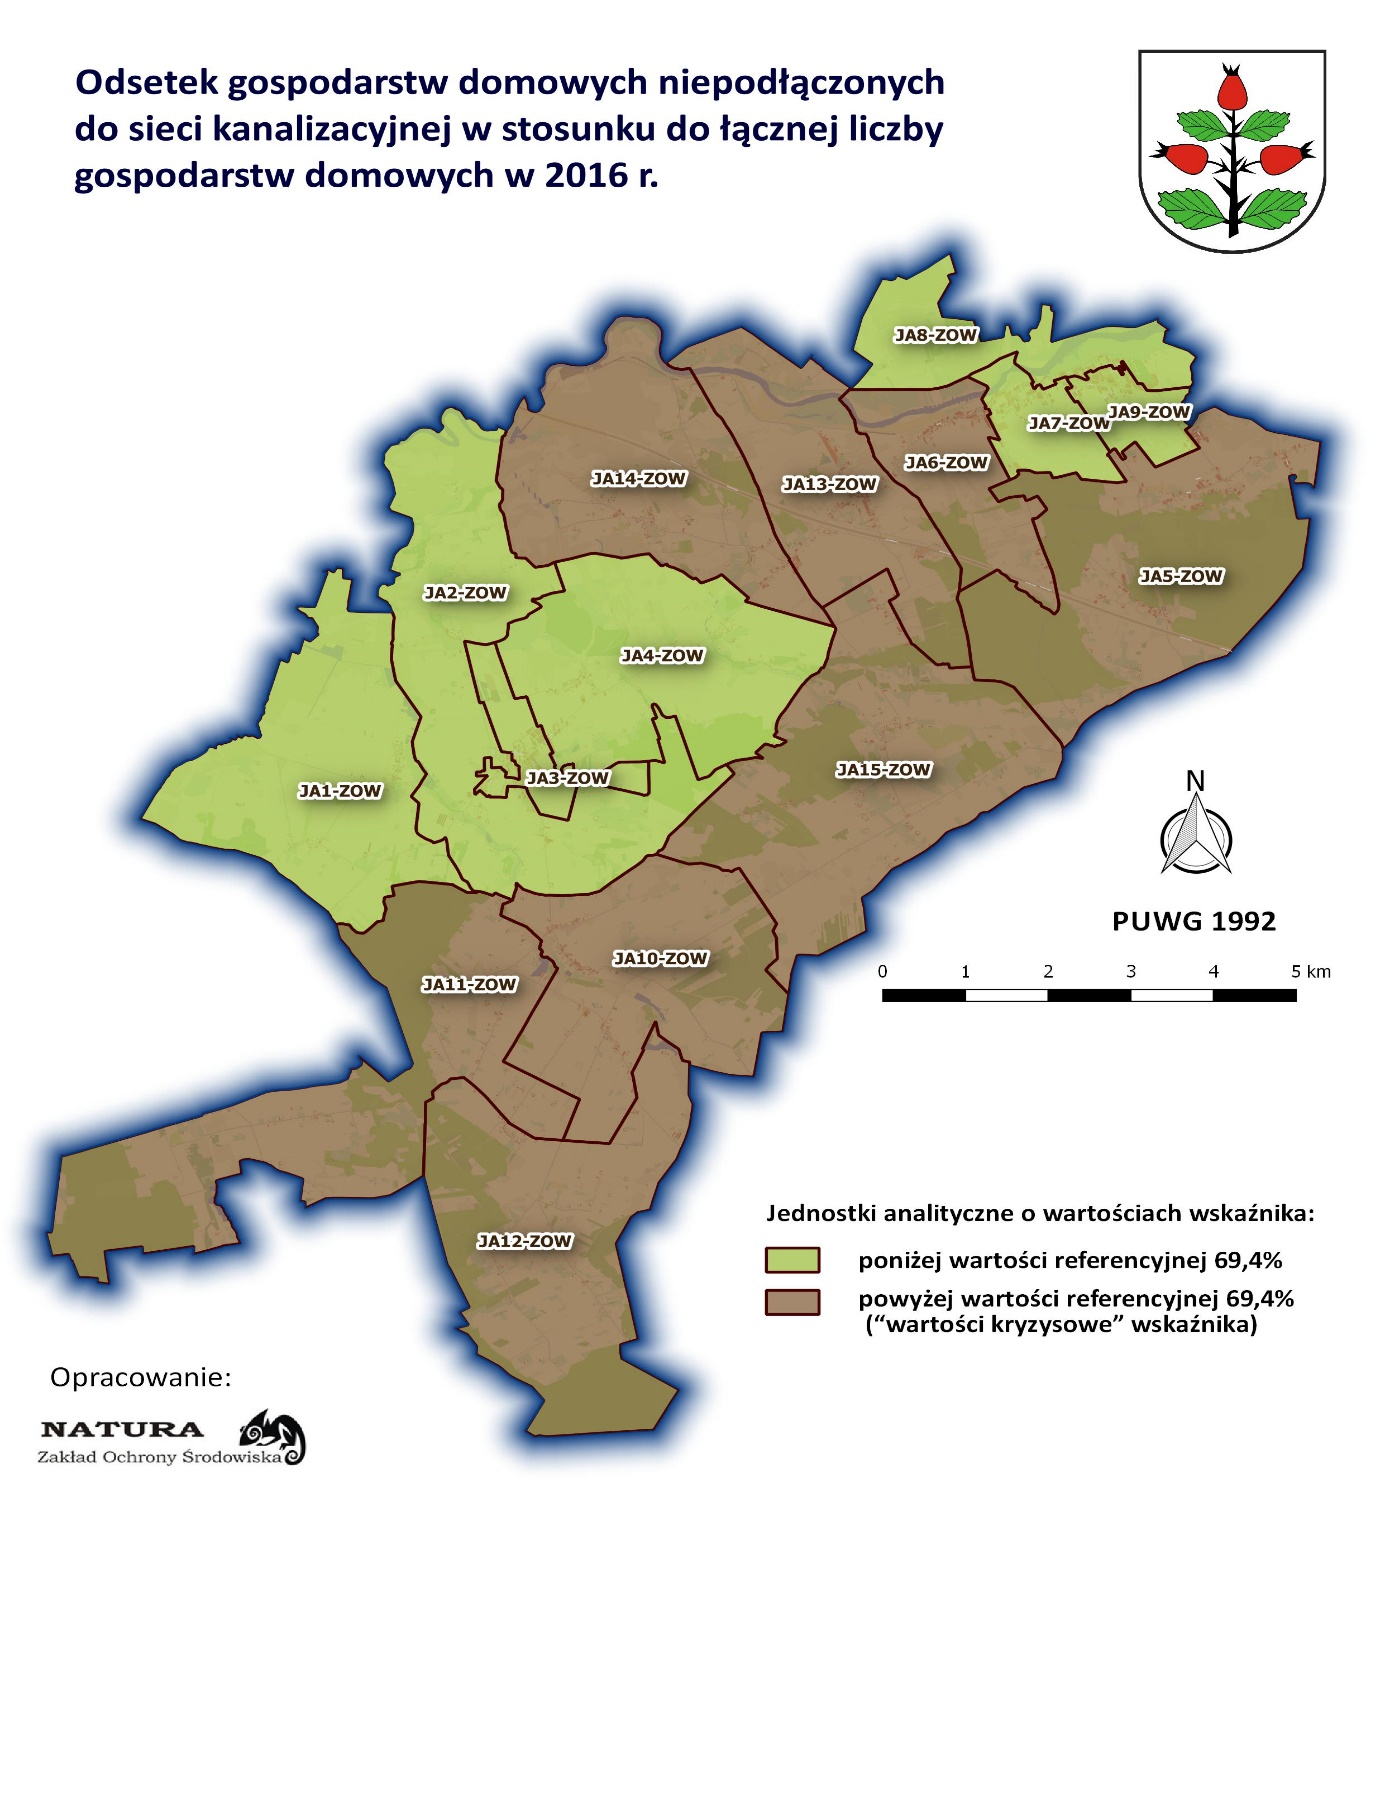 Odsetek gospodarstw domowych niepodłączonych
do sieci kanalizacyjnej w stosunku do łącznej liczby
gospodarstw domowych w 2016 r.
JA8-ZOW
JA9-ZOW
JA7-ZOW
JA6-ZOW
JA14-ZOW
JA13-ZOW
JA5-ZOW
JA2-ZOW
JA4-ZOW
JA15-ZOW
JA3-ZOW
JA1-ZOW
N
PUWG 1992
JA10-ZOW
JA11-ZOW
0 1 2 3 4 5 km
Jednostki analityczne o wartościach wskaźnika:
JA12-ZOW
poniżej wartości referencyjnej 69,4%
powyżej wartości referencyjnej 69,4%
(“wartości kryzysowe” wskaźnika)
Opracowanie:
NATURA
Zakład Ochrony Środowiska